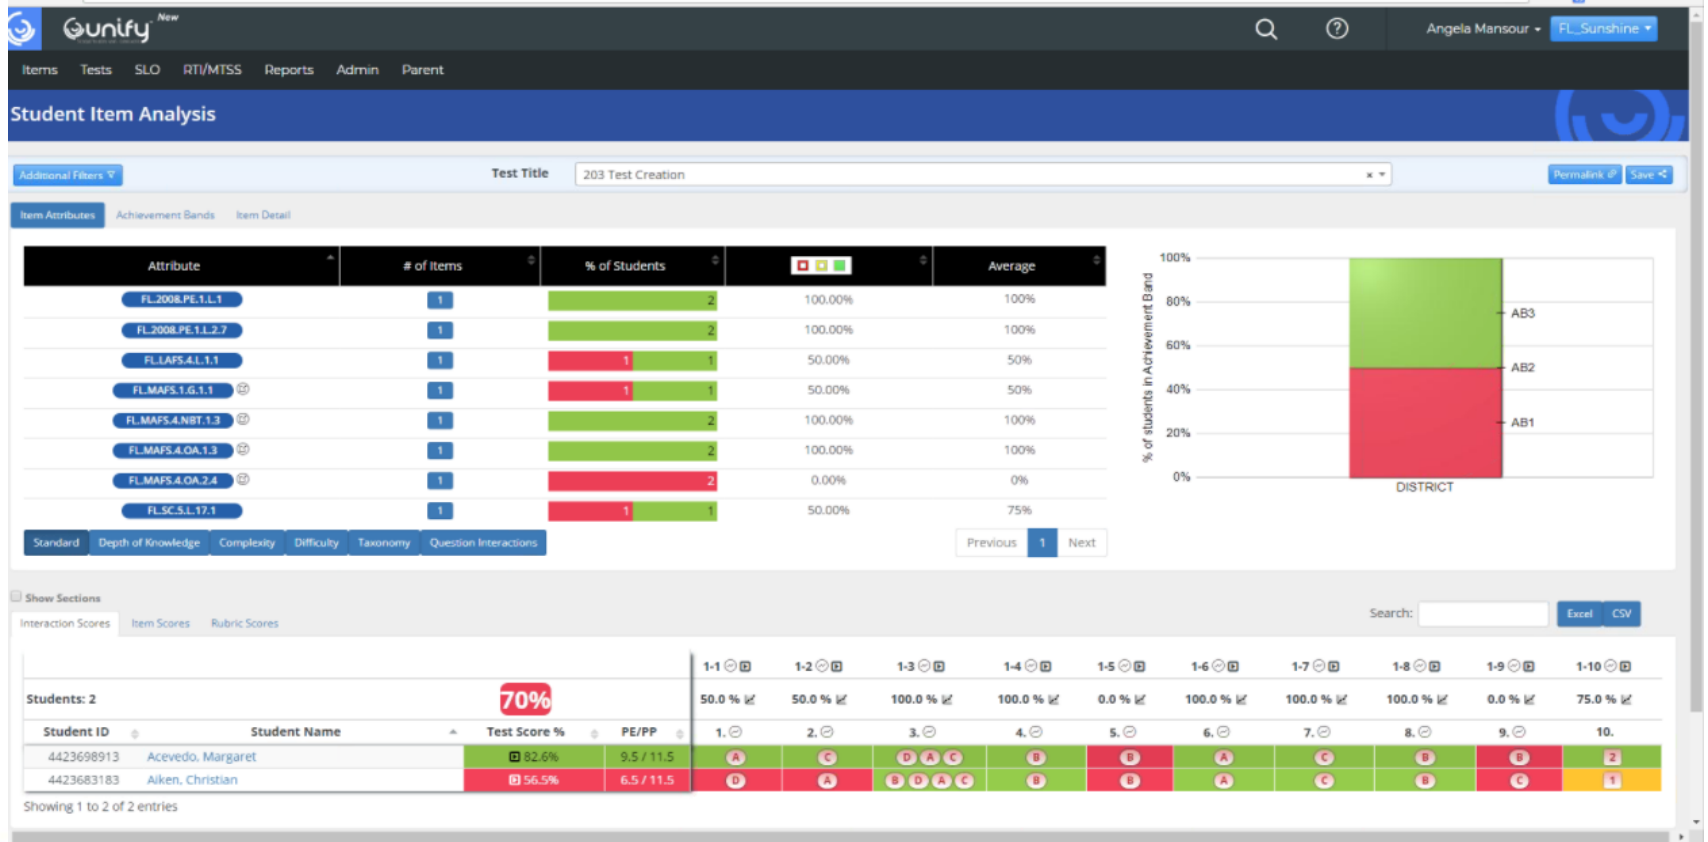 unify New
Angela Mansour FL_Sunshine
Items Tests SLO RTI/MTSS Reports Admin Parent
Student Item Analysis
Additional Filters Test Title 203 Test Creation × Permalink Save
Item Attributes Achievement Bands Item Detail
Attribute # of Items % of Students Average
FL.2008.PE.1.L.1 1 2 100.00% 100%
FL.2008.PE.1.L.2.7 1 2 100.00% 100%
FL.LAFS.4.L.1.1 1 1 1 50.00% 50%
FL.MAFS.1.G.1.1 1 1 1 50.00% 50%
FL.MAFS.4.NBT.1.3 1 2 100.00% 100%
FL.MAFS.4.OA.1.3 1 2 100.00% 100%
FL.MAFS.4.OA.2.4 1 2 0.00% 0%
FL.SC.5.L.17.1 1 1 1 50.00% 75%
Standard Depth of Knowledge Complexity Difficulty Taxonomy Question Interactions
Previous 1 Next
% of students in Achievement Band
100%
80%
60%
40%
20%
0%
AB3
AB2
AB1
DISTRICT
Show Sections
Interaction Scores Item Scores Rubric Scores
Search: Excel CSV
1-1 1-2 1-3 1-4 1-5 1-6 1-7 1-8 1-9 1-10
Students: 2 70% 50.0 % 50.0 % 100.0 % 100.0 % 0.0 % 100.0 % 100.0 % 100.0 % 0.0 % 75.0 %
Student ID Student Name Test Score % PE/PP 1. 2. 3. 4. 5. 6. 7. 8. 9. 10.
4423698913 Acevedo, Margaret 82.6% 9.5 / 11.5 A C D A C B B A C B B 2
4423683183 Aiken, Christian 56.5% 6.5 / 11.5 D A B D A C B B A C B C 1
Showing 1 to 2 of 2 entries